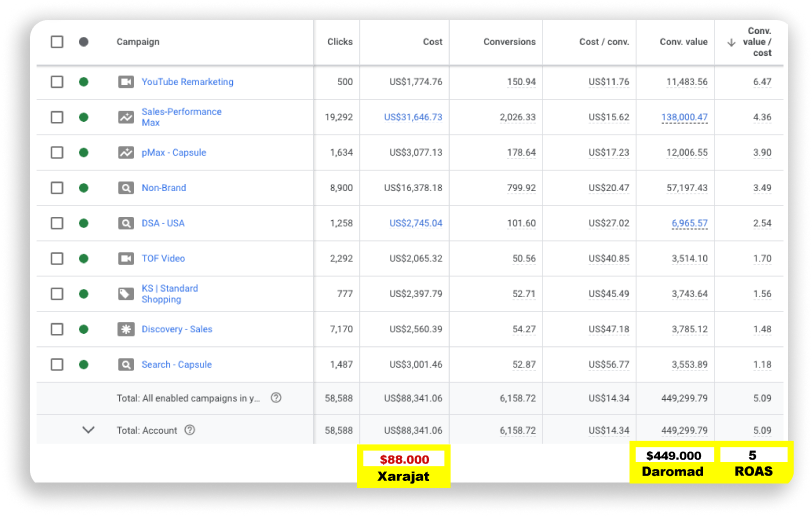 Campaign Clicks Cost Conversions Cost / conv. Conv. value Conv. value / cost
YouTube Remarketing 500 US$1,774.76 150.94 US$11.76 11,483.56 6.47
Sales-Performance Max 19,292 US$31,646.73 2,026.33 US$15.62 138,000.47 4.36
pMax - Capsule 1,634 US$3,077.13 178.64 US$17.23 12,006.55 3.90
Non-Brand 8,900 US$16,378.18 799.92 US$20.47 57,197.43 3.49
DSA - USA 1,258 US$2,745.04 101.60 US$27.02 6,965.57 2.54
TOF Video 2,292 US$2,065.32 50.56 US$40.85 3,514.10 1.70
KS | Standard Shopping 777 US$2,397.79 52.71 US$45.49 3,743.64 1.56
Discovery - Sales 7,170 US$2,560.39 54.27 US$47.18 3,785.12 1.48
Search - Capsule 1,487 US$3,001.46 52.87 US$56.77 3,553.89 1.18
Total: All enabled campaigns in y... 58,588 US$88,341.06 6,158.72 US$14.34 449,299.79 5.09
Total: Account 58,588 US$88,341.06 6,158.72 US$14.34 449,299.79 5.09
$88.000 $449.000 5
Xarajat Daromad ROAS